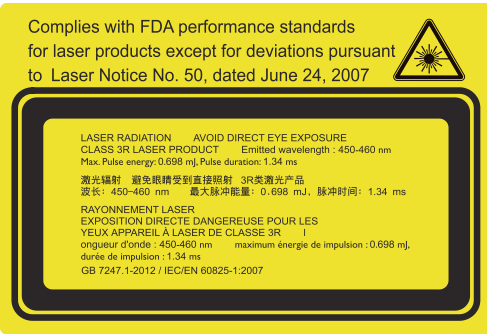 Complies with FDA performance standards
for laser products except for deviations pursuant
to Laser Notice No. 50, dated June 24, 2007
LASER RADIATION AVOID DIRECT EYE EXPOSURE
CLASS 3R LASER PRODUCT Emitted wavelength : 450-460 nm
Max. Pulse energy: 0.698 mJ, Pulse duration: 1.34 ms
激光辐射 避免眼睛受到直接照射 3R类激光产品
波长：450-460 nm 最大脉冲能量：0.698 mJ、脉冲时间：1.34 ms
RAYONNEMENT LASER
EXPOSITION DIRECTE DANGEREUSE POUR LES
YEUX APPAREIL À LASER DE CLASSE 3R l
ongueur d'onde : 450-460 nm maximum énergie de impulsion : 0.698 mJ,
durée de impulsion : 1.34 ms
GB 7247.1-2012 / IEC/EN 60825-1:2007